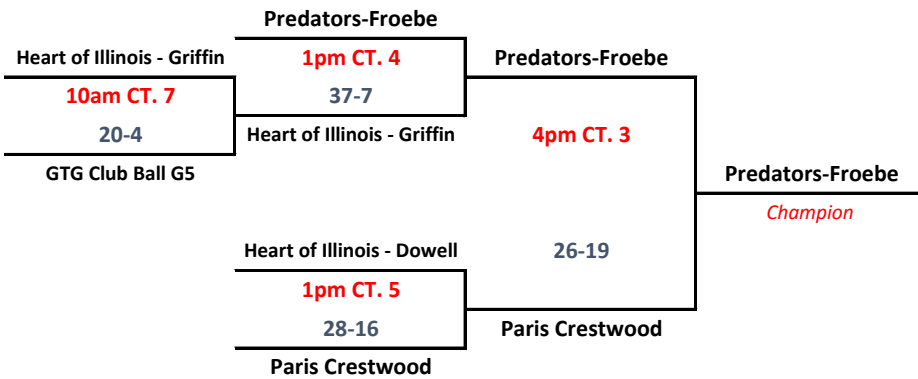 Predators-Froebe
Heart of Illinois - Griffin
1pm CT. 4
Predators-Froebe
10am CT. 7
37-7
20-4
Heart of Illinois - Griffin
4pm CT. 3
GTG Club Ball G5
Predators-Froebe
Champion
Heart of Illinois - Dowell
26-19
1pm CT. 5
28-16
Paris Crestwood
Paris Crestwood